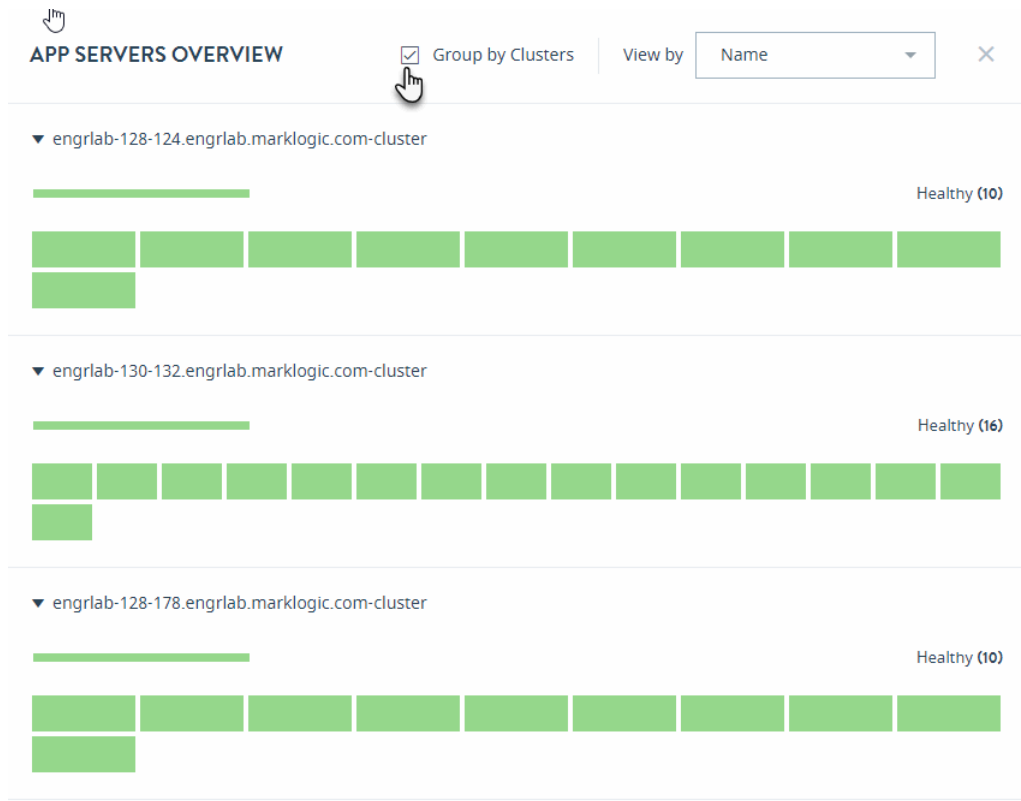 APP SERVERS OVERVIEW Group by Clusters View by Name
engrlab-128-124.engrlab.marklogic.com-cluster
Healthy (10)
engrlab-130-132.engrlab.marklogic.com-cluster
Healthy (16)
engrlab-128-178.engrlab.marklogic.com-cluster
Healthy (10)